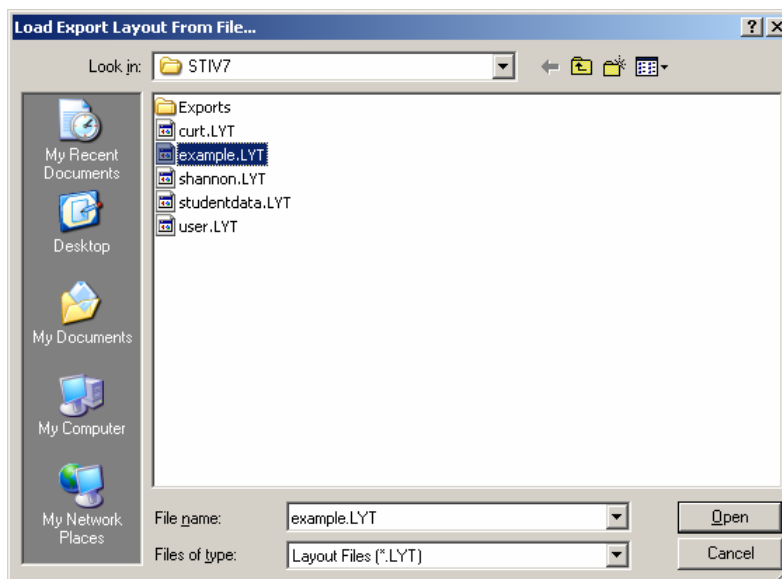 Load Export Layout From File...
Look in:
STIV7
My Recent
Documents
Desktop
My Documents
My Computer
My Network
Places
Exports
curt.LYT
example.LYT
shannon.LYT
studentdata.LYT
user.LYT
File name:
example.LYT
Open
Files of type:
Layout Files (*.LYT)
Cancel